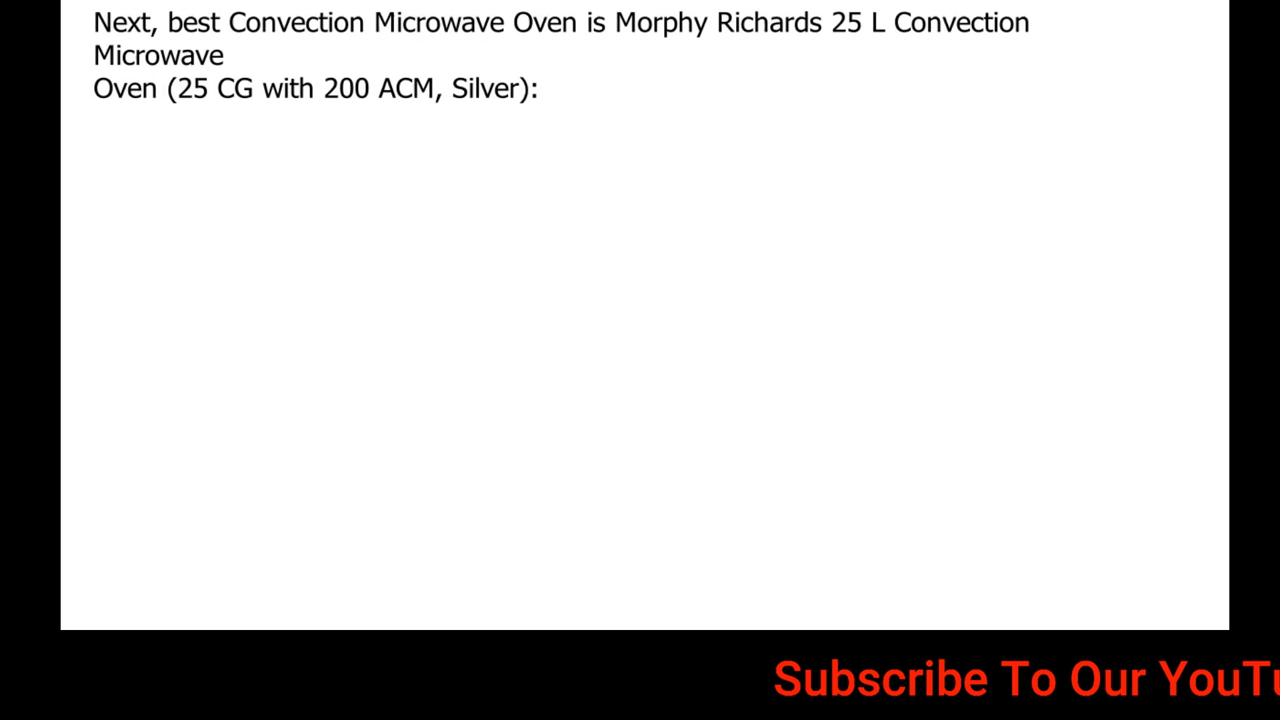 Next, best Convection Microwave Oven is Morphy Richards 25 L Convection
Microwave
Oven (25 CG with 200 ACM, Silver):
Subscribe To Our YouTu